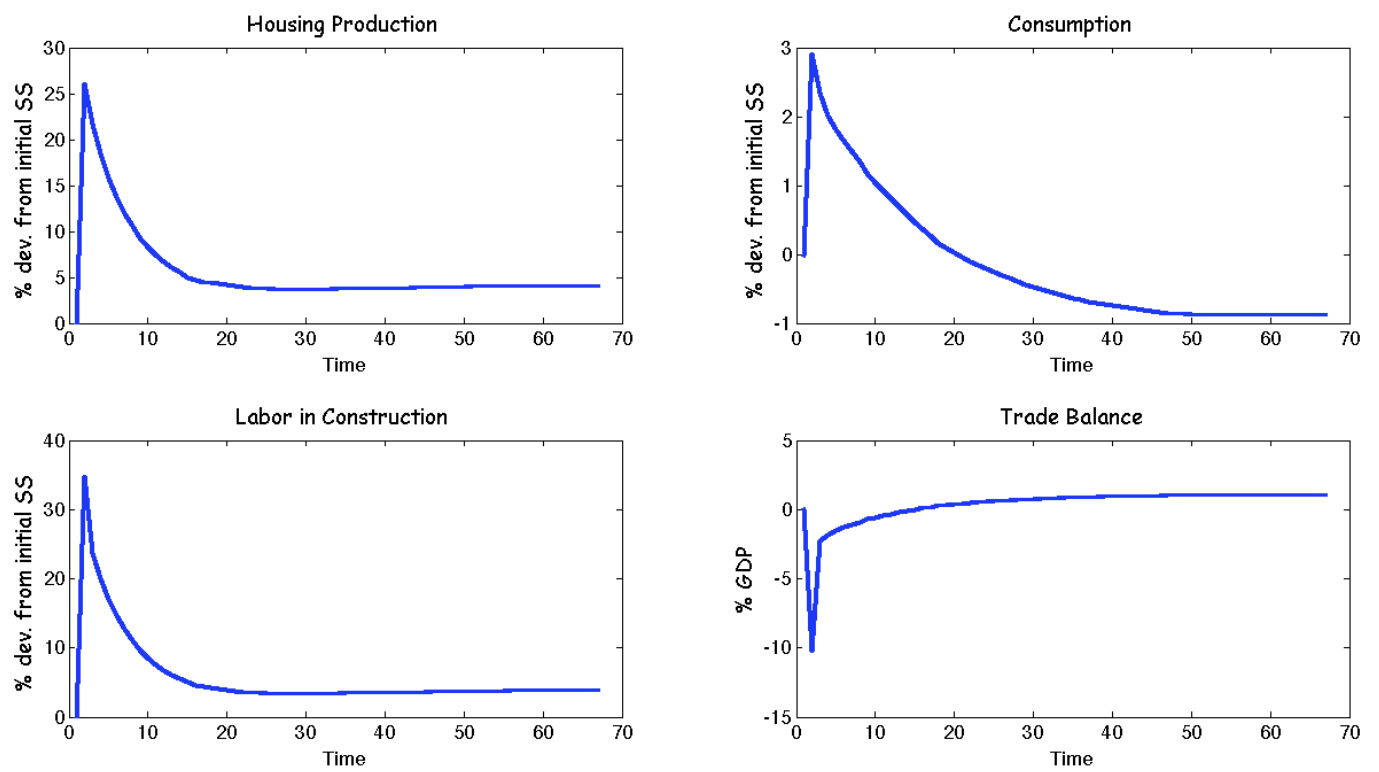 Housing Production
30
25
20
15
10
5
0
% dev. from initial SS
0 10 20 30 40 50 60 70
Time
Consumption
3
2
1
0
-1
% dev. from initial SS
0 10 20 30 40 50 60 70
Time
Labor in Construction
40
30
20
10
0
% dev. from initial SS
0 10 20 30 40 50 60 70
Time
Trade Balance
5
0
-5
-10
-15
% GDP
0 10 20 30 40 50 60 70
Time